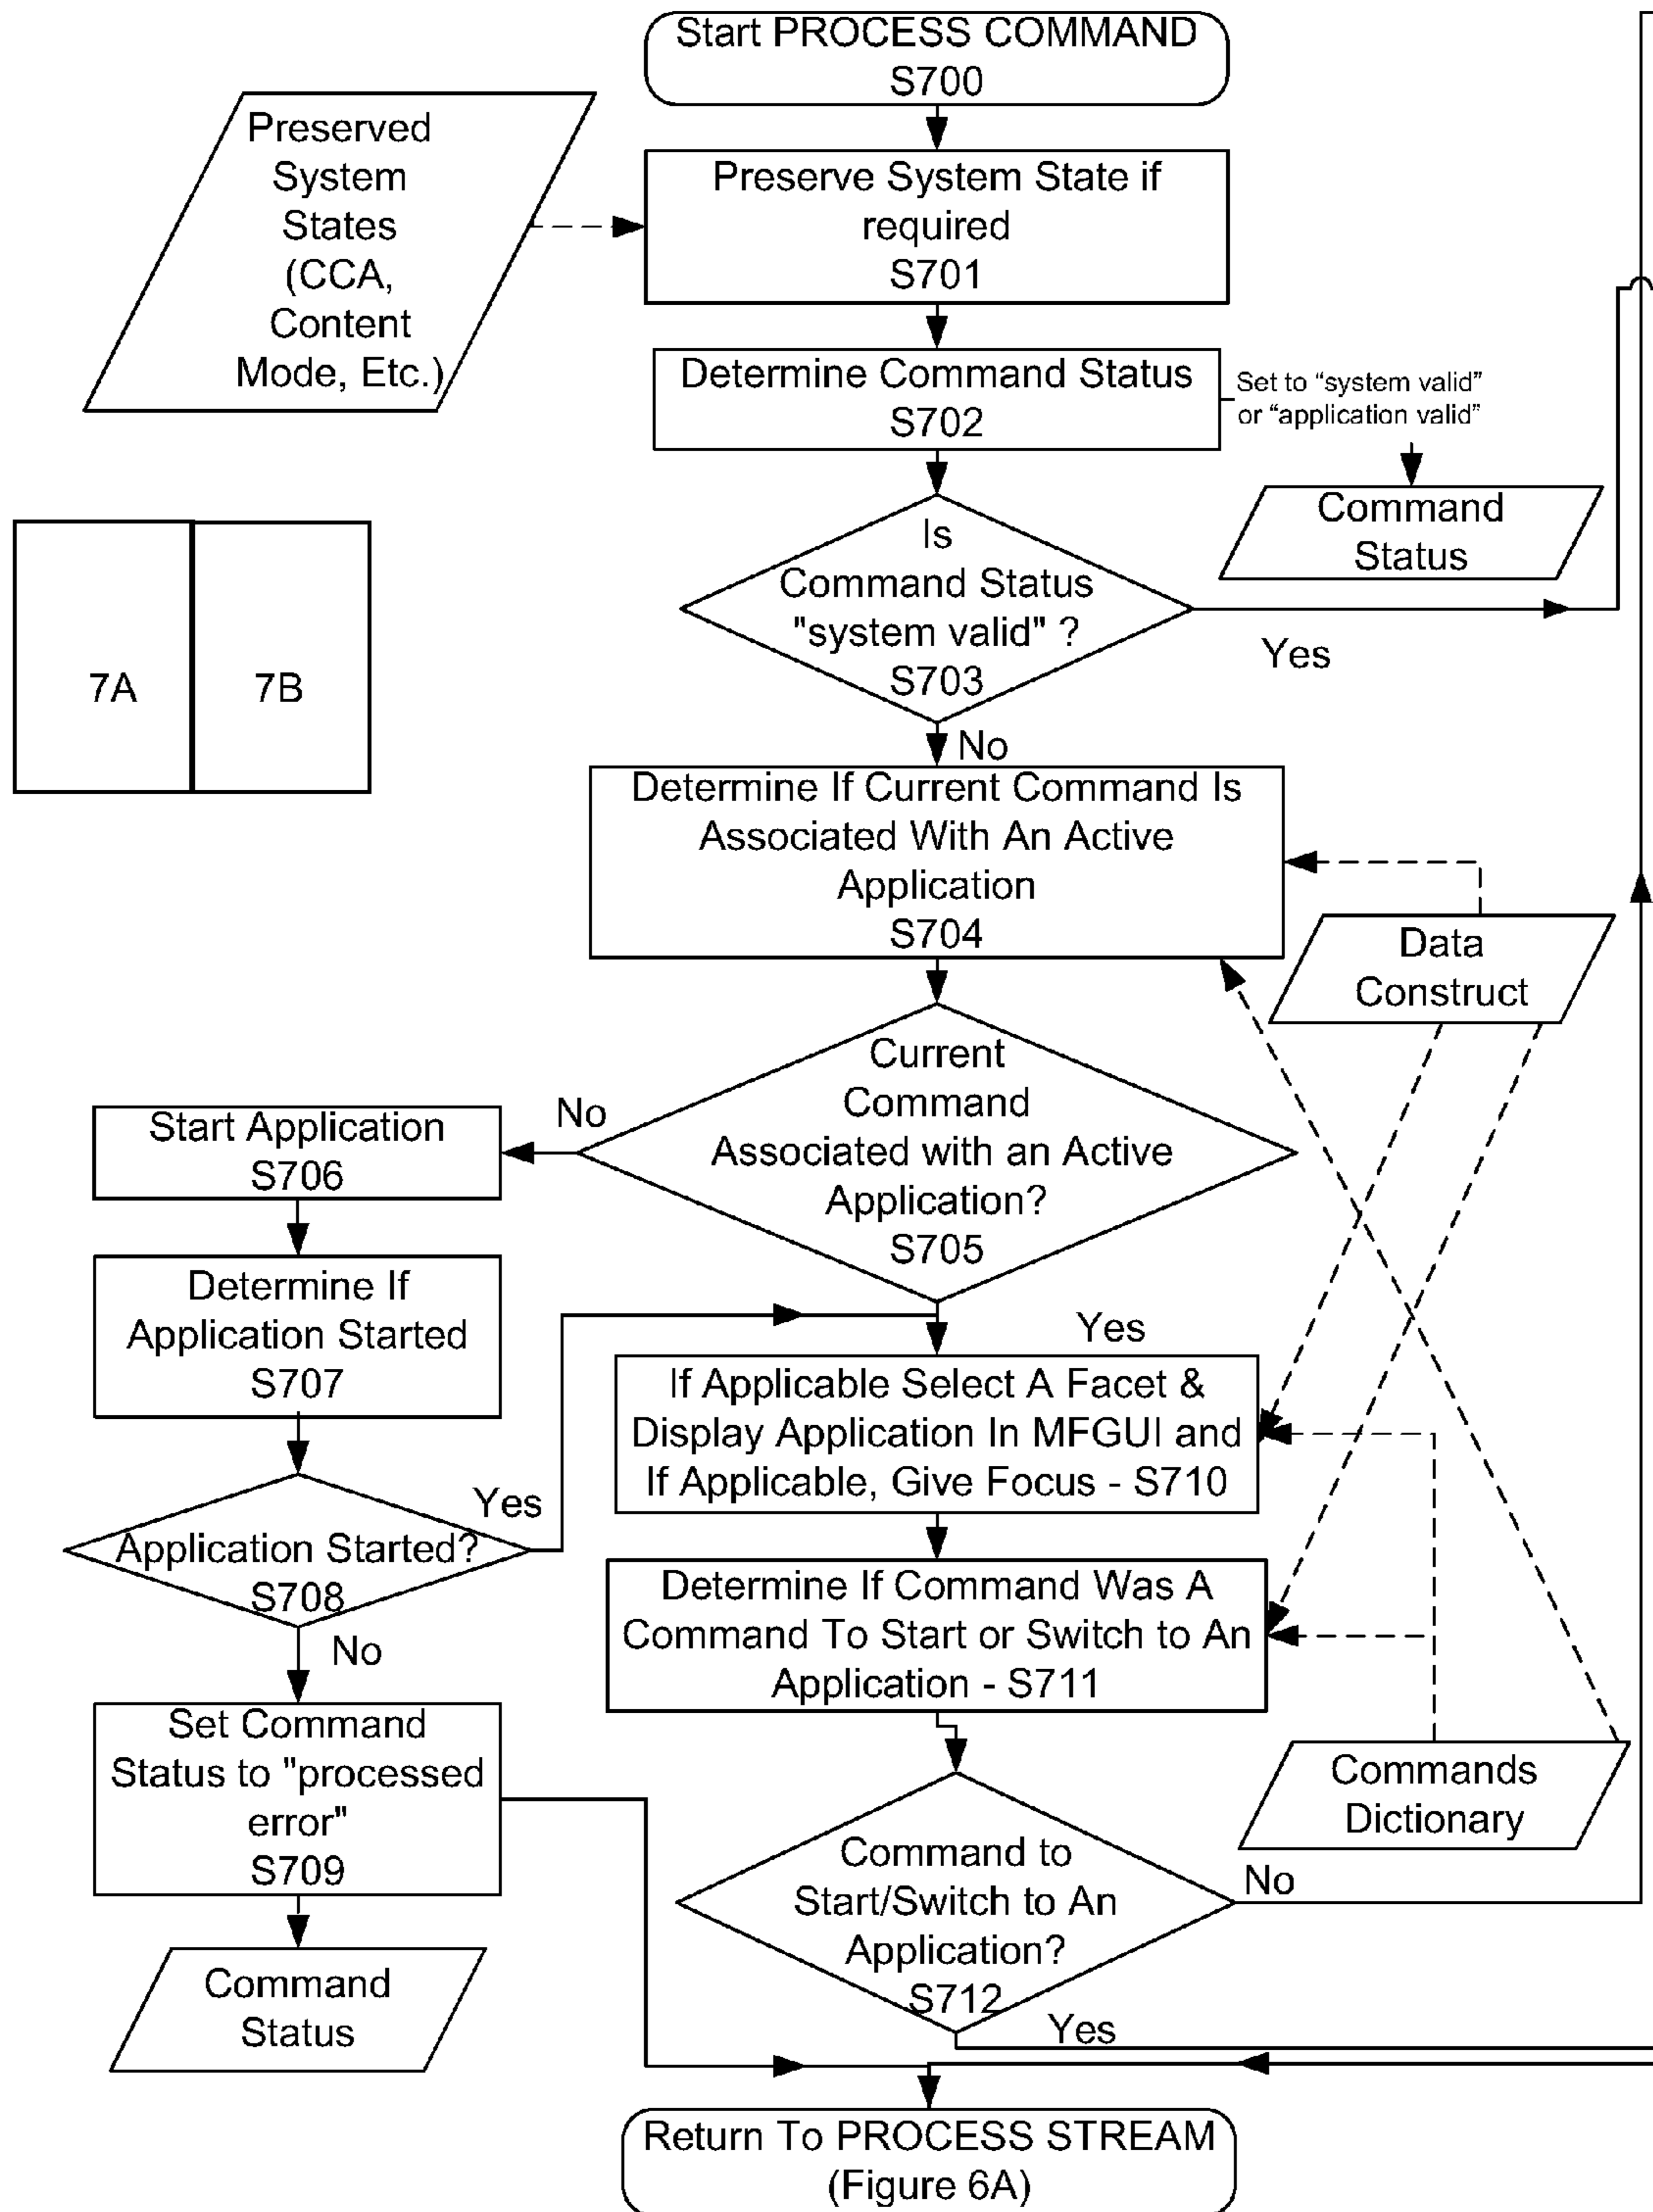 Start PROCESS COMMAND
S700
Preserved
System
States
(CCA,
Content
Mode, Etc.)
Preserve System State if
required
S701
Determine Command Status
S702
Set to “system valid”
or “application valid”
Command
Status
Is
Command Status
"system valid" ?
S703
Yes
No
7A
7B
Determine If Current Command Is
Associated With An Active
Application
S704
Data
Construct
Current
Command
Associated with an Active
Application?
S705
No
Yes
Start Application
S706
Determine If
Application Started
S707
Application Started?
S708
Yes
No
If Applicable Select A Facet &
Display Application In MFGUI and
If Applicable, Give Focus - S710
Determine If Command Was A
Command To Start or Switch to An
Application - S711
Set Command
Status to "processed
error"
S709
Commands
Dictionary
Command to
Start/Switch to An
Application?
S712
No
Yes
Command
Status
Return To PROCESS STREAM
(Figure 6A)